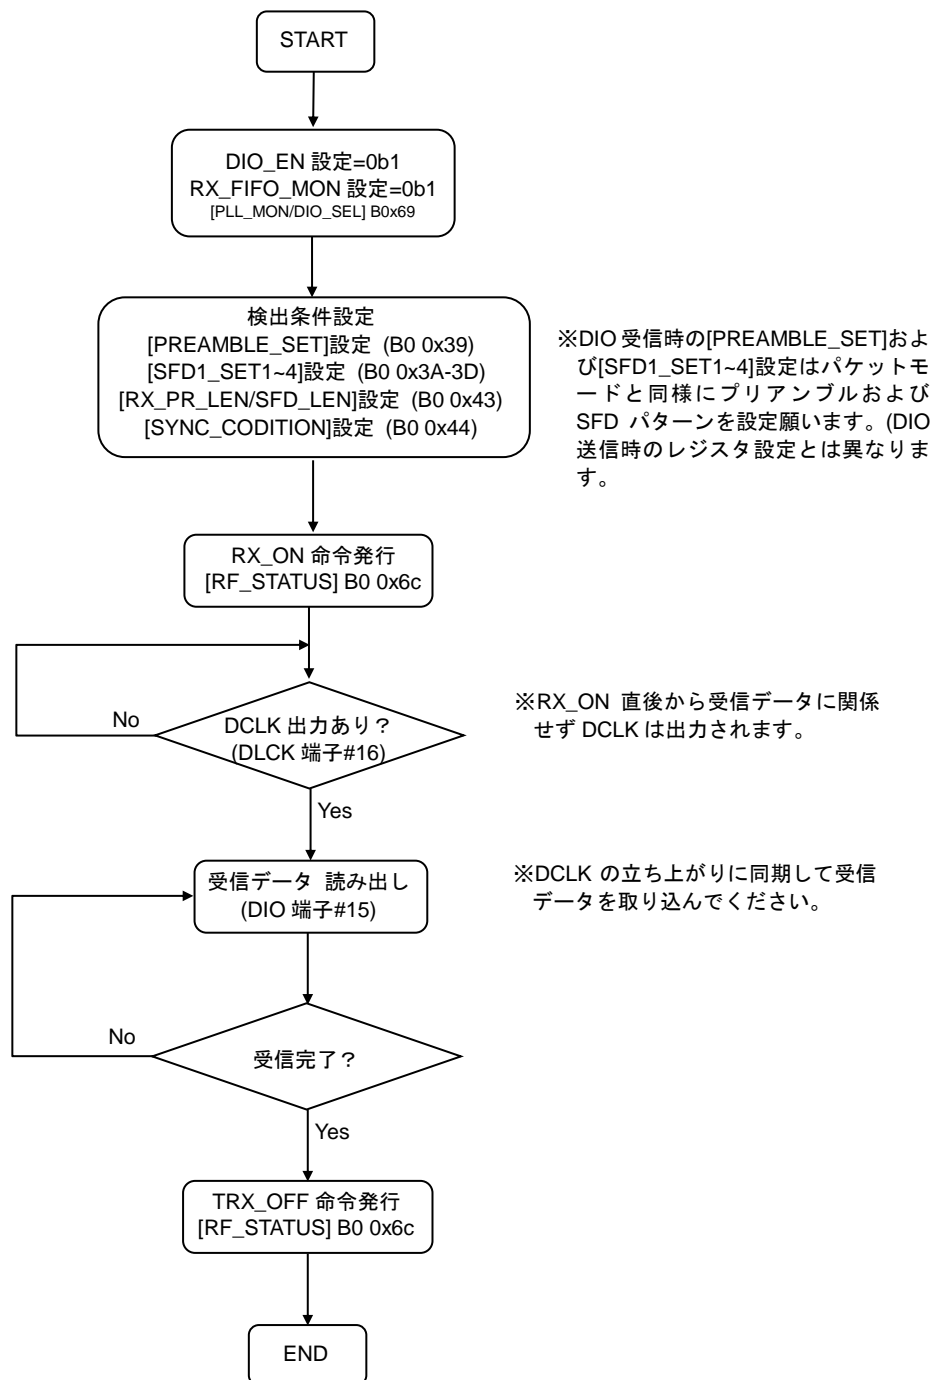 START
DIO_EN 設定=0b1
RX_FIFO_MON 設定=0b1
[PLL_MON/DIO_SEL] B0x69
検出条件設定
[PREAMBLE_SET]設定 (B0 0x39)
[SFD1_SET1~4]設定 (B0 0x3A-3D)
[RX_PR_LEN/SFD_LEN]設定 (B0 0x43)
[SYNC_CODITION]設定 (B0 0x44)
※DIO 受信時の[PREAMBLE_SET]およ
び[SFD1_SET1~4]設定はパケットモ
ードと同様にプリアンブルおよび
SFD パターンを設定願います。(DIO
送信時のレジスタ設定とは異なりま
す。
RX_ON 命令発行
[RF_STATUS] B0 0x6c
No
DCLK 出力あり？
(DLCK 端子#16)
※RX_ON 直後から受信データに関係
せず DCLK は出力されます。
Yes
受信データ 読み出し
(DIO 端子#15)
※DCLK の立ち上がりに同期して受信
データを取り込んでください。
No
受信完了？
Yes
TRX_OFF 命令発行
[RF_STATUS] B0 0x6c
END